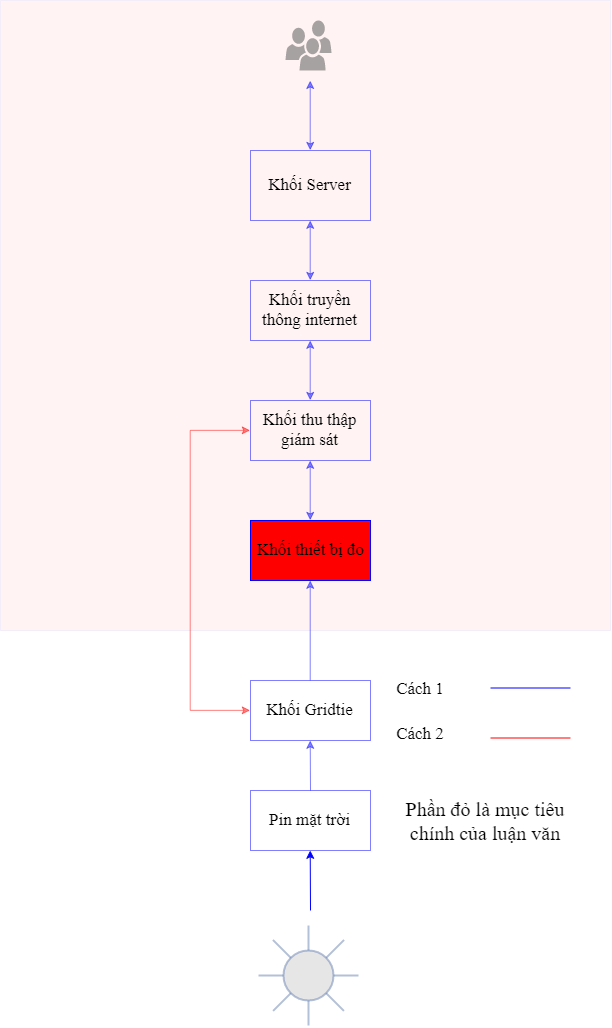 Khối Server
Khối truyền
thông internet
Khối thu thập
giám sát
Khối thiết bị đo
Khối Gridtie
Cách 1
Cách 2
Pin mặt trời
Phần đỏ là mục tiêu
chính của luận văn